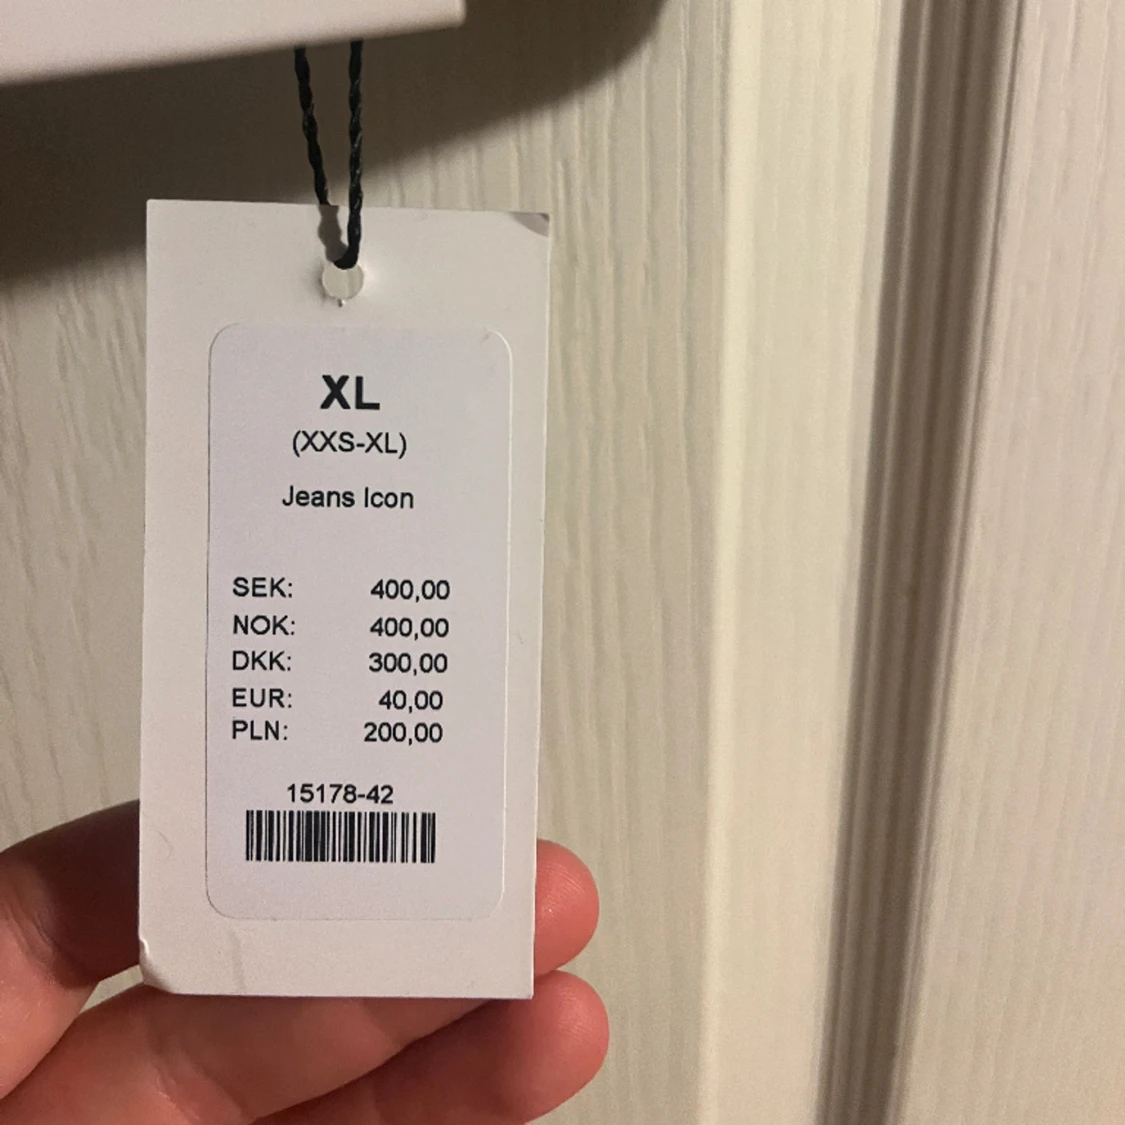 XL
(XXS-XL)
Jeans Icon
SEK: 400,00
NOK: 400,00
DKK: 300,00
EUR: 40,00
PLN: 200,00
15178-42